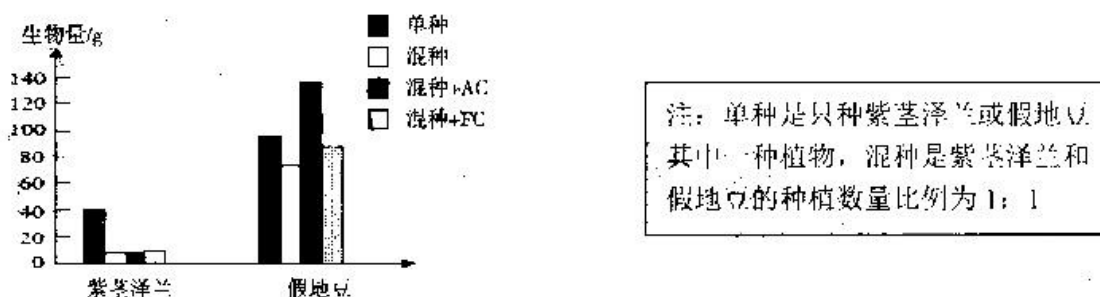 生物量/g
单种
混种
混种+AC
混种+FC
140
120
100
80
60
40
20
0
紫茎泽兰
假地豆
注：单种是只种紫茎泽兰或假地豆
其中一种植物，混种是紫茎泽兰和
假地豆的种植数量比例为1：1